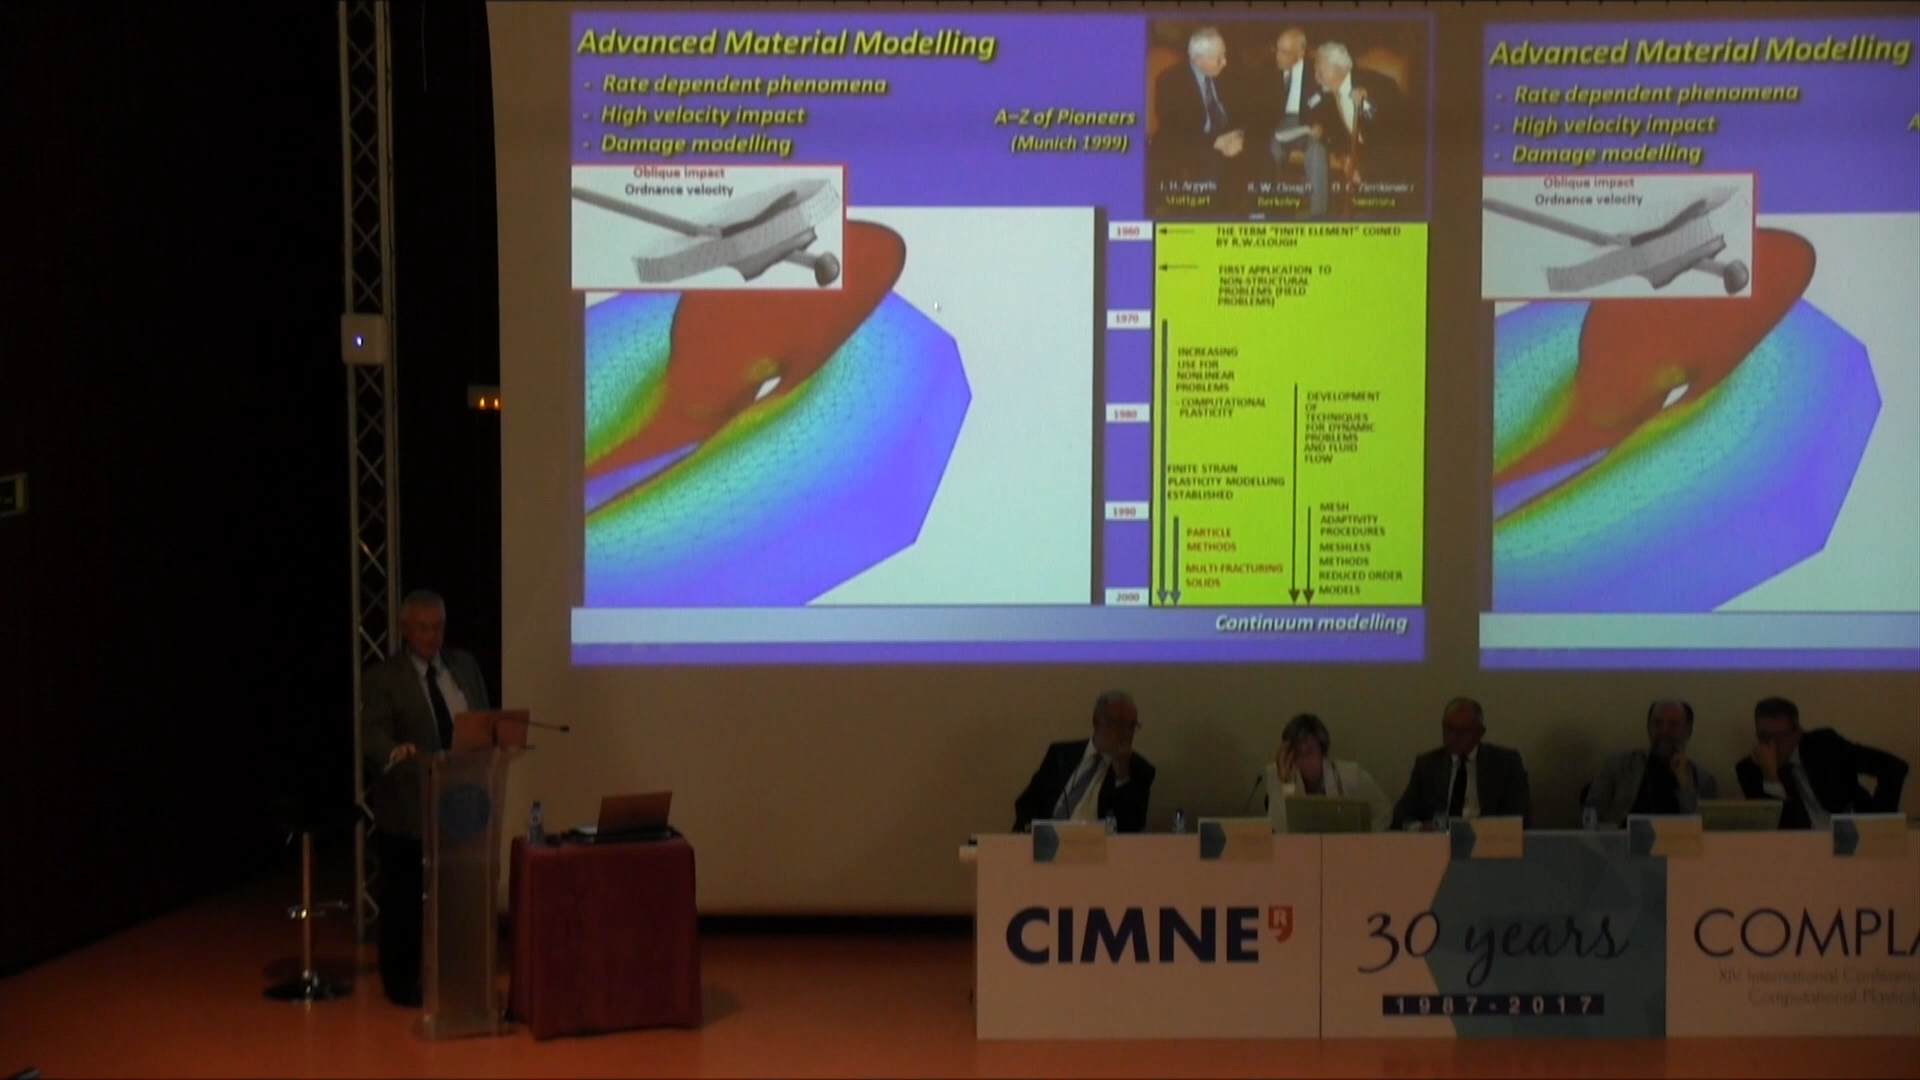 Advanced Material Modelling
- Rate dependent phenomena
- High velocity impact
- Damage modelling
A-Z of Pioneers
(Munich 1999)
J. H. Argyris
Stuttgart
R. W. Clough
Berkeley
O. C. Zienkiewicz
Swansea
Oblique impact
Ordnance velocity
1960
THE TERM "FINITE ELEMENT" COINED
BY R.W.CLOUGH
FIRST APPLICATION TO
NON-STRUCTURAL
PROBLEMS (FIELD
PROBLEMS)
1970
INCREASING
USE FOR
NONLINEAR
PROBLEMS
- COMPUTATIONAL
PLASTICITY
1980
DEVELOPMENT
OF
TECHNIQUES
FOR DYNAMIC
PROBLEMS
AND FLUID
FLOW
FINITE STRAIN
PLASTICITY MODELLING
ESTABLISHED
1990
PARTICLE
METHODS
MULTI-FRACTURING
SOLIDS
MESH
ADAPTIVITY
PROCEDURES
MESHLESS
METHODS
REDUCED ORDER
MODELS
2000
Continuum modelling
Advanced Material Modelling
- Rate dependent phenomena
- High velocity impact
- Damage modelling
A
Oblique impact
Ordnance velocity
CIMNE R
30 years
1987-2017
COMPLA
XIV International Conferenc
Computational Plastici